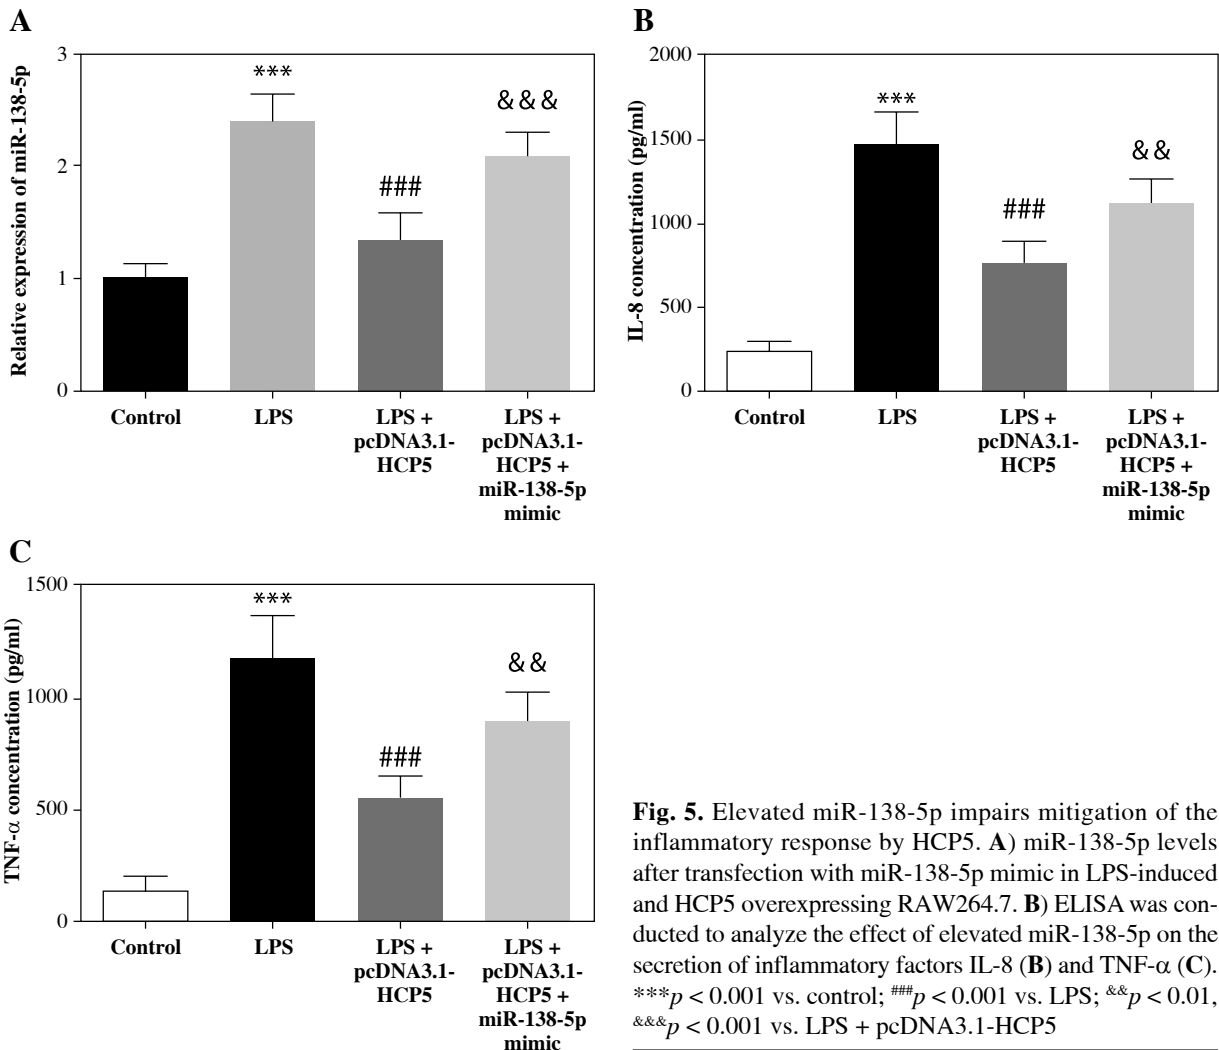 A
Relative expression of miR-138-5p
3
2
1
0
***
###
&&&
Control
LPS
LPS +
pcDNA3.1-
HCP5
LPS +
pcDNA3.1-
HCP5 +
miR-138-5p
mimic
B
IL-8 concentration (pg/ml)
2000
1500
1000
500
0
***
###
&&
Control
LPS
LPS +
pcDNA3.1-
HCP5
LPS +
pcDNA3.1-
HCP5 +
miR-138-5p
mimic
C
TNF-α concentration (pg/ml)
1500
1000
500
0
***
###
&&
Control
LPS
LPS +
pcDNA3.1-
HCP5
LPS +
pcDNA3.1-
HCP5 +
miR-138-5p
mimic
Fig. 5. Elevated miR-138-5p impairs mitigation of the
inflammatory response by HCP5. A) miR-138-5p levels
after transfection with miR-138-5p mimic in LPS-induced
and HCP5 overexpressing RAW264.7. B) ELISA was con-
ducted to analyze the effect of elevated miR-138-5p on the
secretion of inflammatory factors IL-8 (B) and TNF-α (C).
***p < 0.001 vs. control; ###p < 0.001 vs. LPS; &&p < 0.01,
&&&p < 0.001 vs. LPS + pcDNA3.1-HCP5